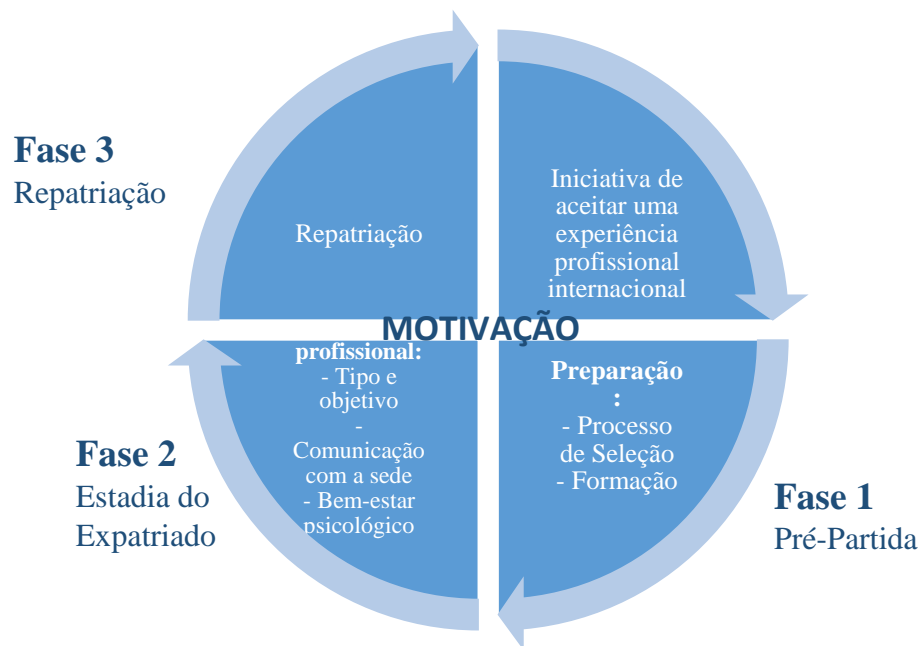 Fase 3
Repatriação
Repatriação
Iniciativa de
aceitar uma
experiência
profissional
internacional
MOTIVAÇÃO
profissional:
- Tipo e
objetivo
-
Comunicação
com a sede
- Bem-estar
psicológico
Preparação
:
- Processo
de Seleção
- Formação
Fase 2
Estadia do
Expatriado
Fase 1
Pré-Partida